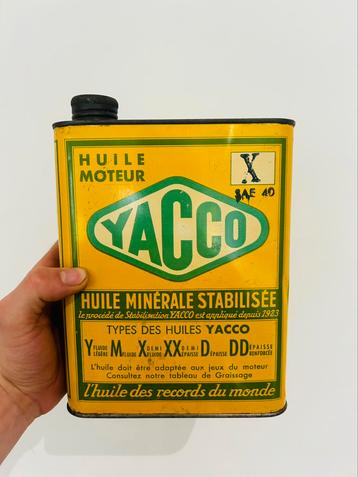 HUILE
MOTEUR
X
SAE 40
YACCO
HUILE MINÉRALE STABILISÉE
le procédé de Stabilisation YACCO est appliqué depuis 1923
TYPES DES HUILES YACCO
Y FLUIDE LÉGÈRE M FLUIDE X DEMI FLUIDE XX DEMI ÉPAISSE D ÉPAISSE DD ÉPAISSE RENFORCÉE
L'huile doit être adaptée aux jeux du moteur
Consultez notre tableau de Graissage
l'huile des records du monde